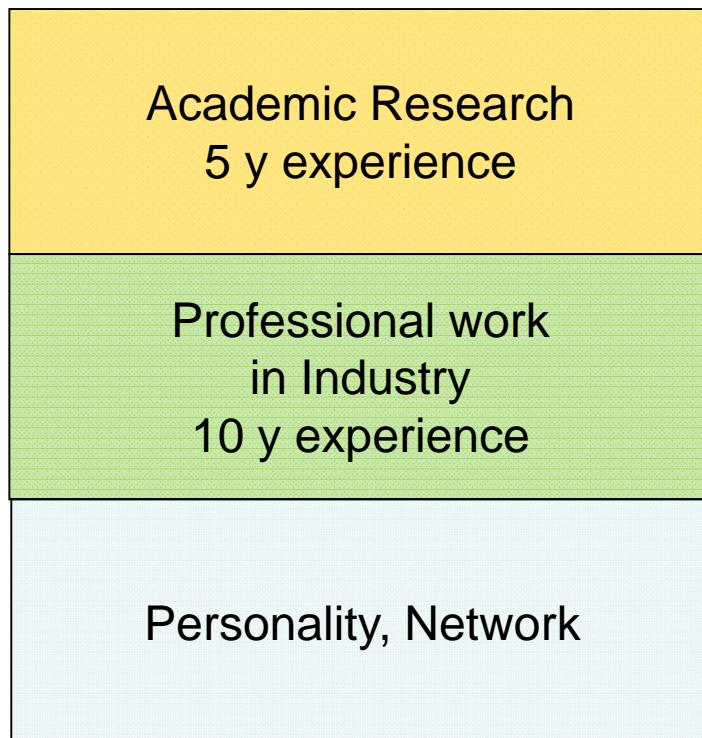 Academic Research
5 y experience
Professional work
in Industry
10 y experience
Personality, Network